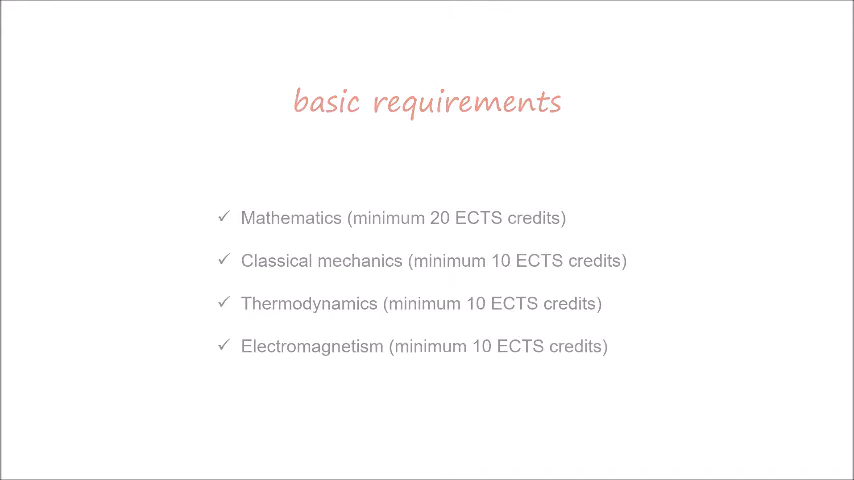 basic requirements
✓ Mathematics (minimum 20 ECTS credits)
✓ Classical mechanics (minimum 10 ECTS credits)
✓ Thermodynamics (minimum 10 ECTS credits)
✓ Electromagnetism (minimum 10 ECTS credits)